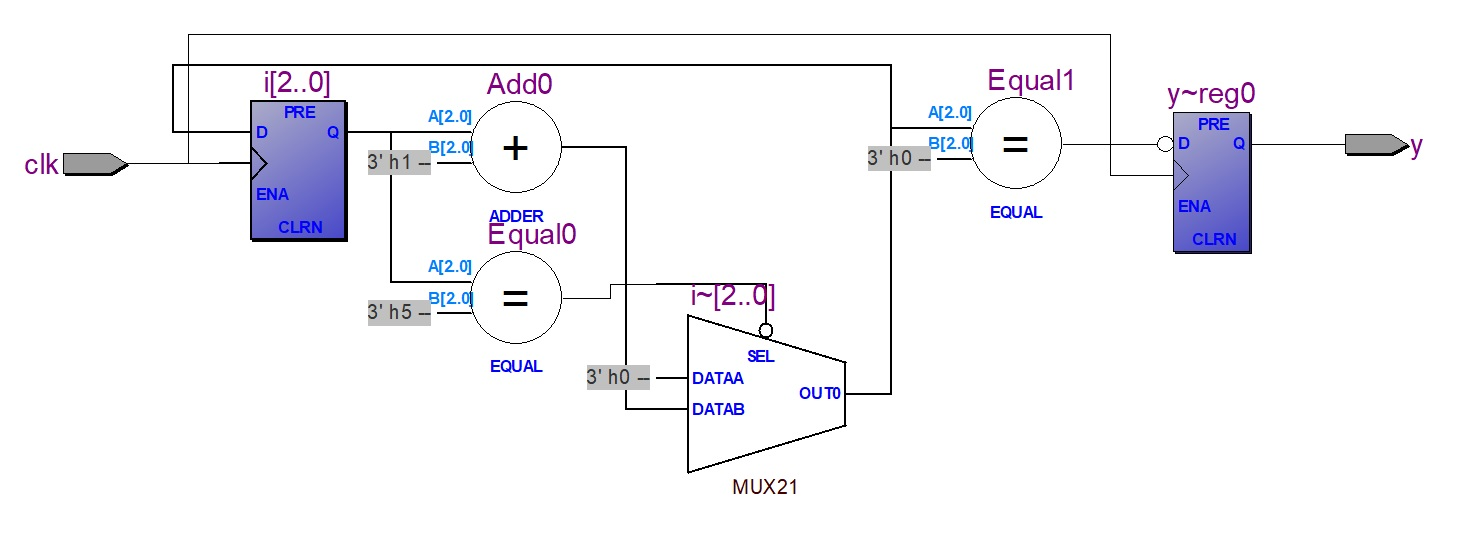 i[2..0]
PRE
D
Q
ENA
CLRN
clk
Add0
A[2.0]
B[2.0]
3' h1
+
ADDER
Equal0
A[2.0]
B[2.0]
3' h5
=
EQUAL
i~[2..0]
SEL
3' h0
DATAA
DATAB
OUT0
MUX21
Equal1
A[2.0]
B[2.0]
3' h0
=
EQUAL
y~reg0
PRE
D
Q
ENA
CLRN
y